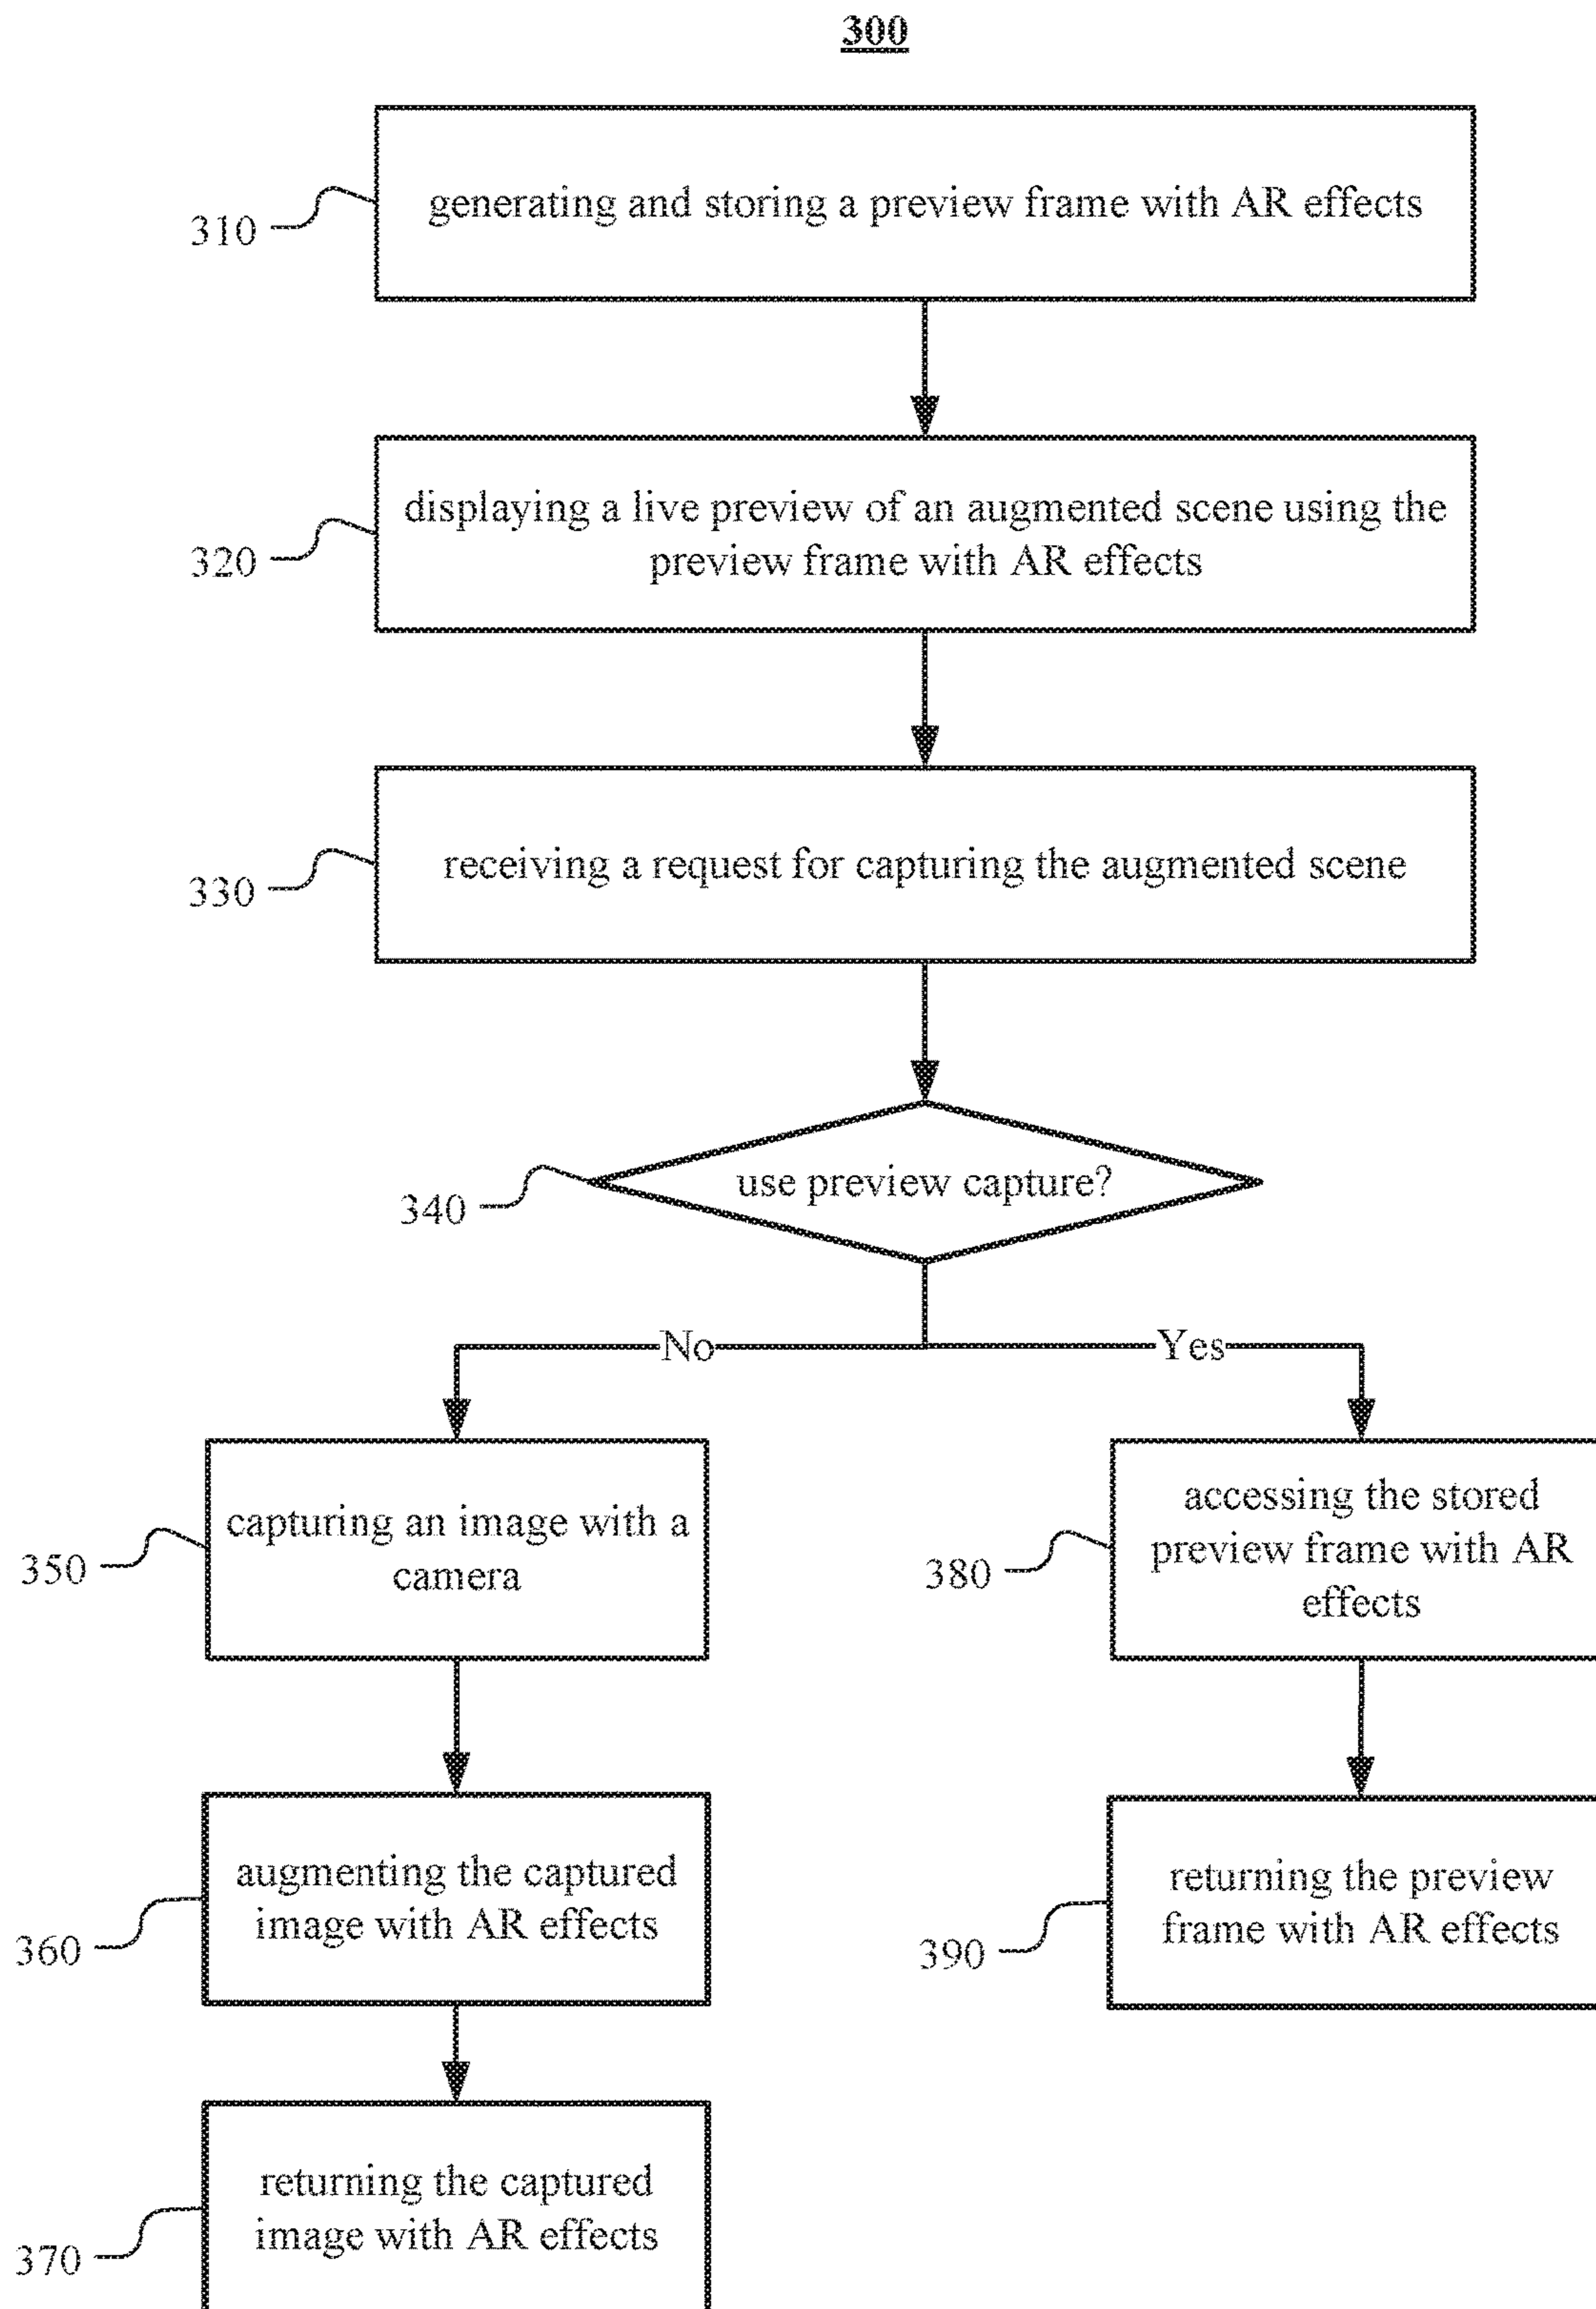 300
310
generating and storing a preview frame with AR effects
320
displaying a live preview of an augmented scene using the
preview frame with AR effects
330
receiving a request for capturing the augmented scene
340
use preview capture?
No
Yes
350
capturing an image with a
camera
360
augmenting the captured
image with AR effects
370
returning the captured
image with AR effects
380
accessing the stored
preview frame with AR
effects
390
returning the preview
frame with AR effects